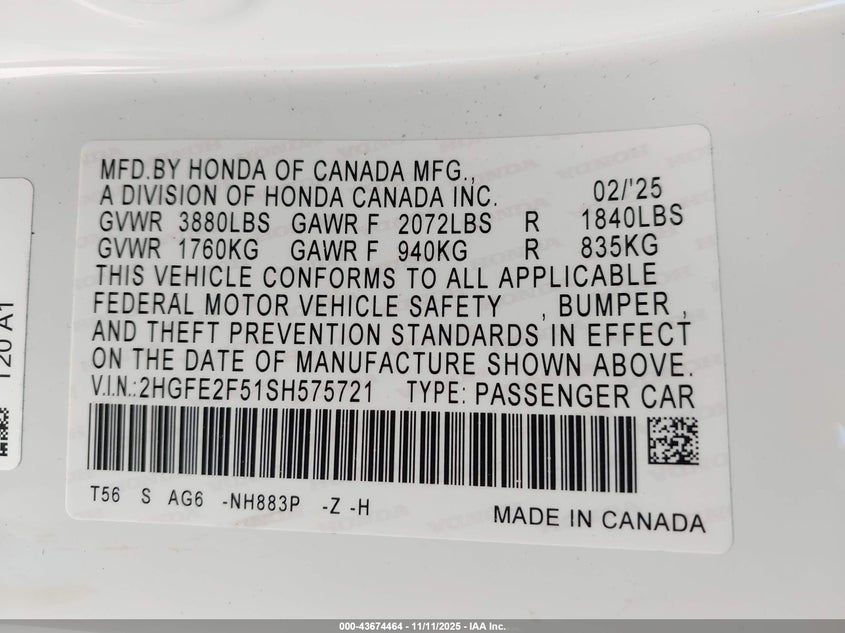 MFD.BY HONDA OF CANADA MFG.,
A DIVISION OF HONDA CANADA INC. 02/'25
GVWR 3880LBS GAWR F 2072LBS R 1840LBS
GVWR 1760KG GAWR F 940KG R 835KG
THIS VEHICLE CONFORMS TO ALL APPLICABLE
FEDERAL MOTOR VEHICLE SAFETY , BUMPER ,
AND THEFT PREVENTION STANDARDS IN EFFECT
ON THE DATE OF MANUFACTURE SHOWN ABOVE.
V.I.N.:2HGFE2F51SH575721 TYPE: PASSENGER CAR
T56 S AG6 -NH883P -Z -H
MADE IN CANADA
T20 A1
000-43674464 | 11/11/2025 - IAA Inc.